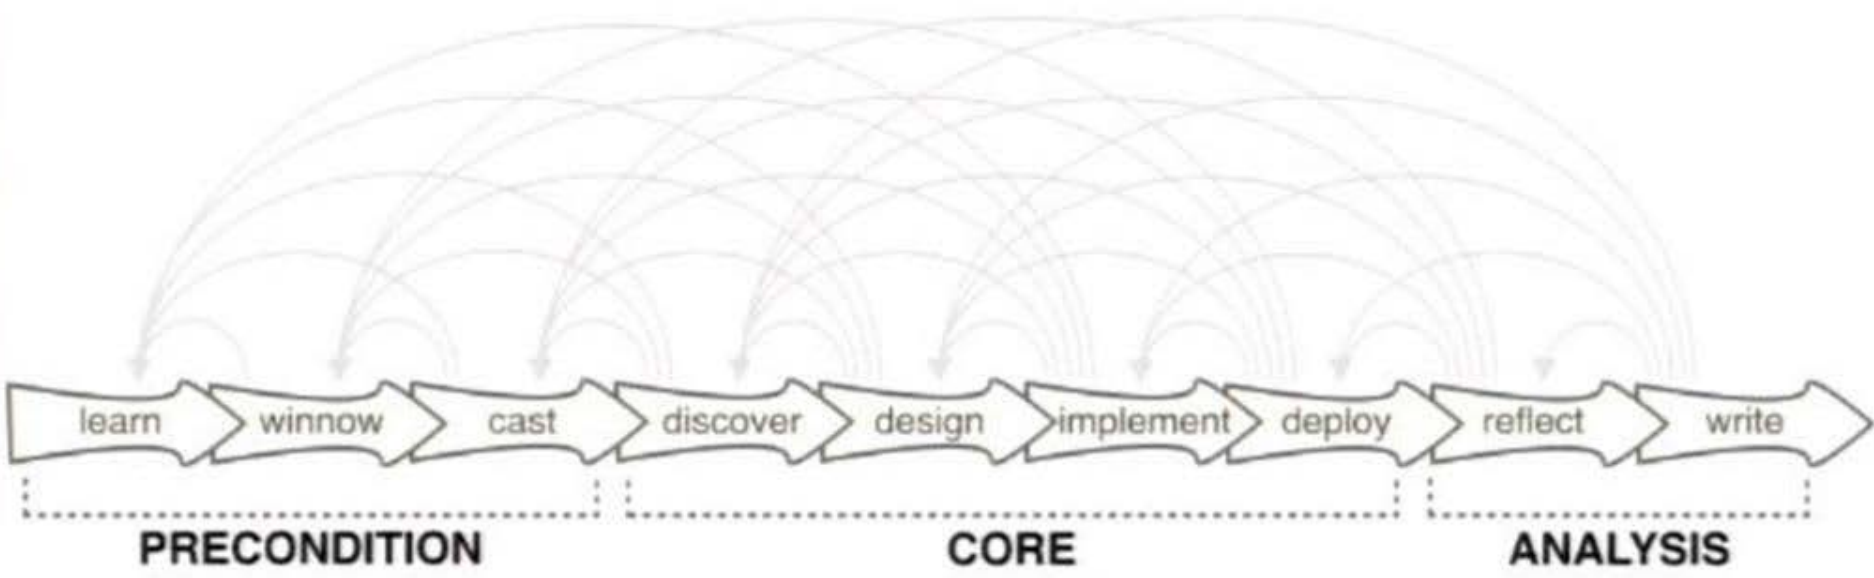 learn winnow cast discover design implement deploy reflect write
PRECONDITION CORE ANALYSIS